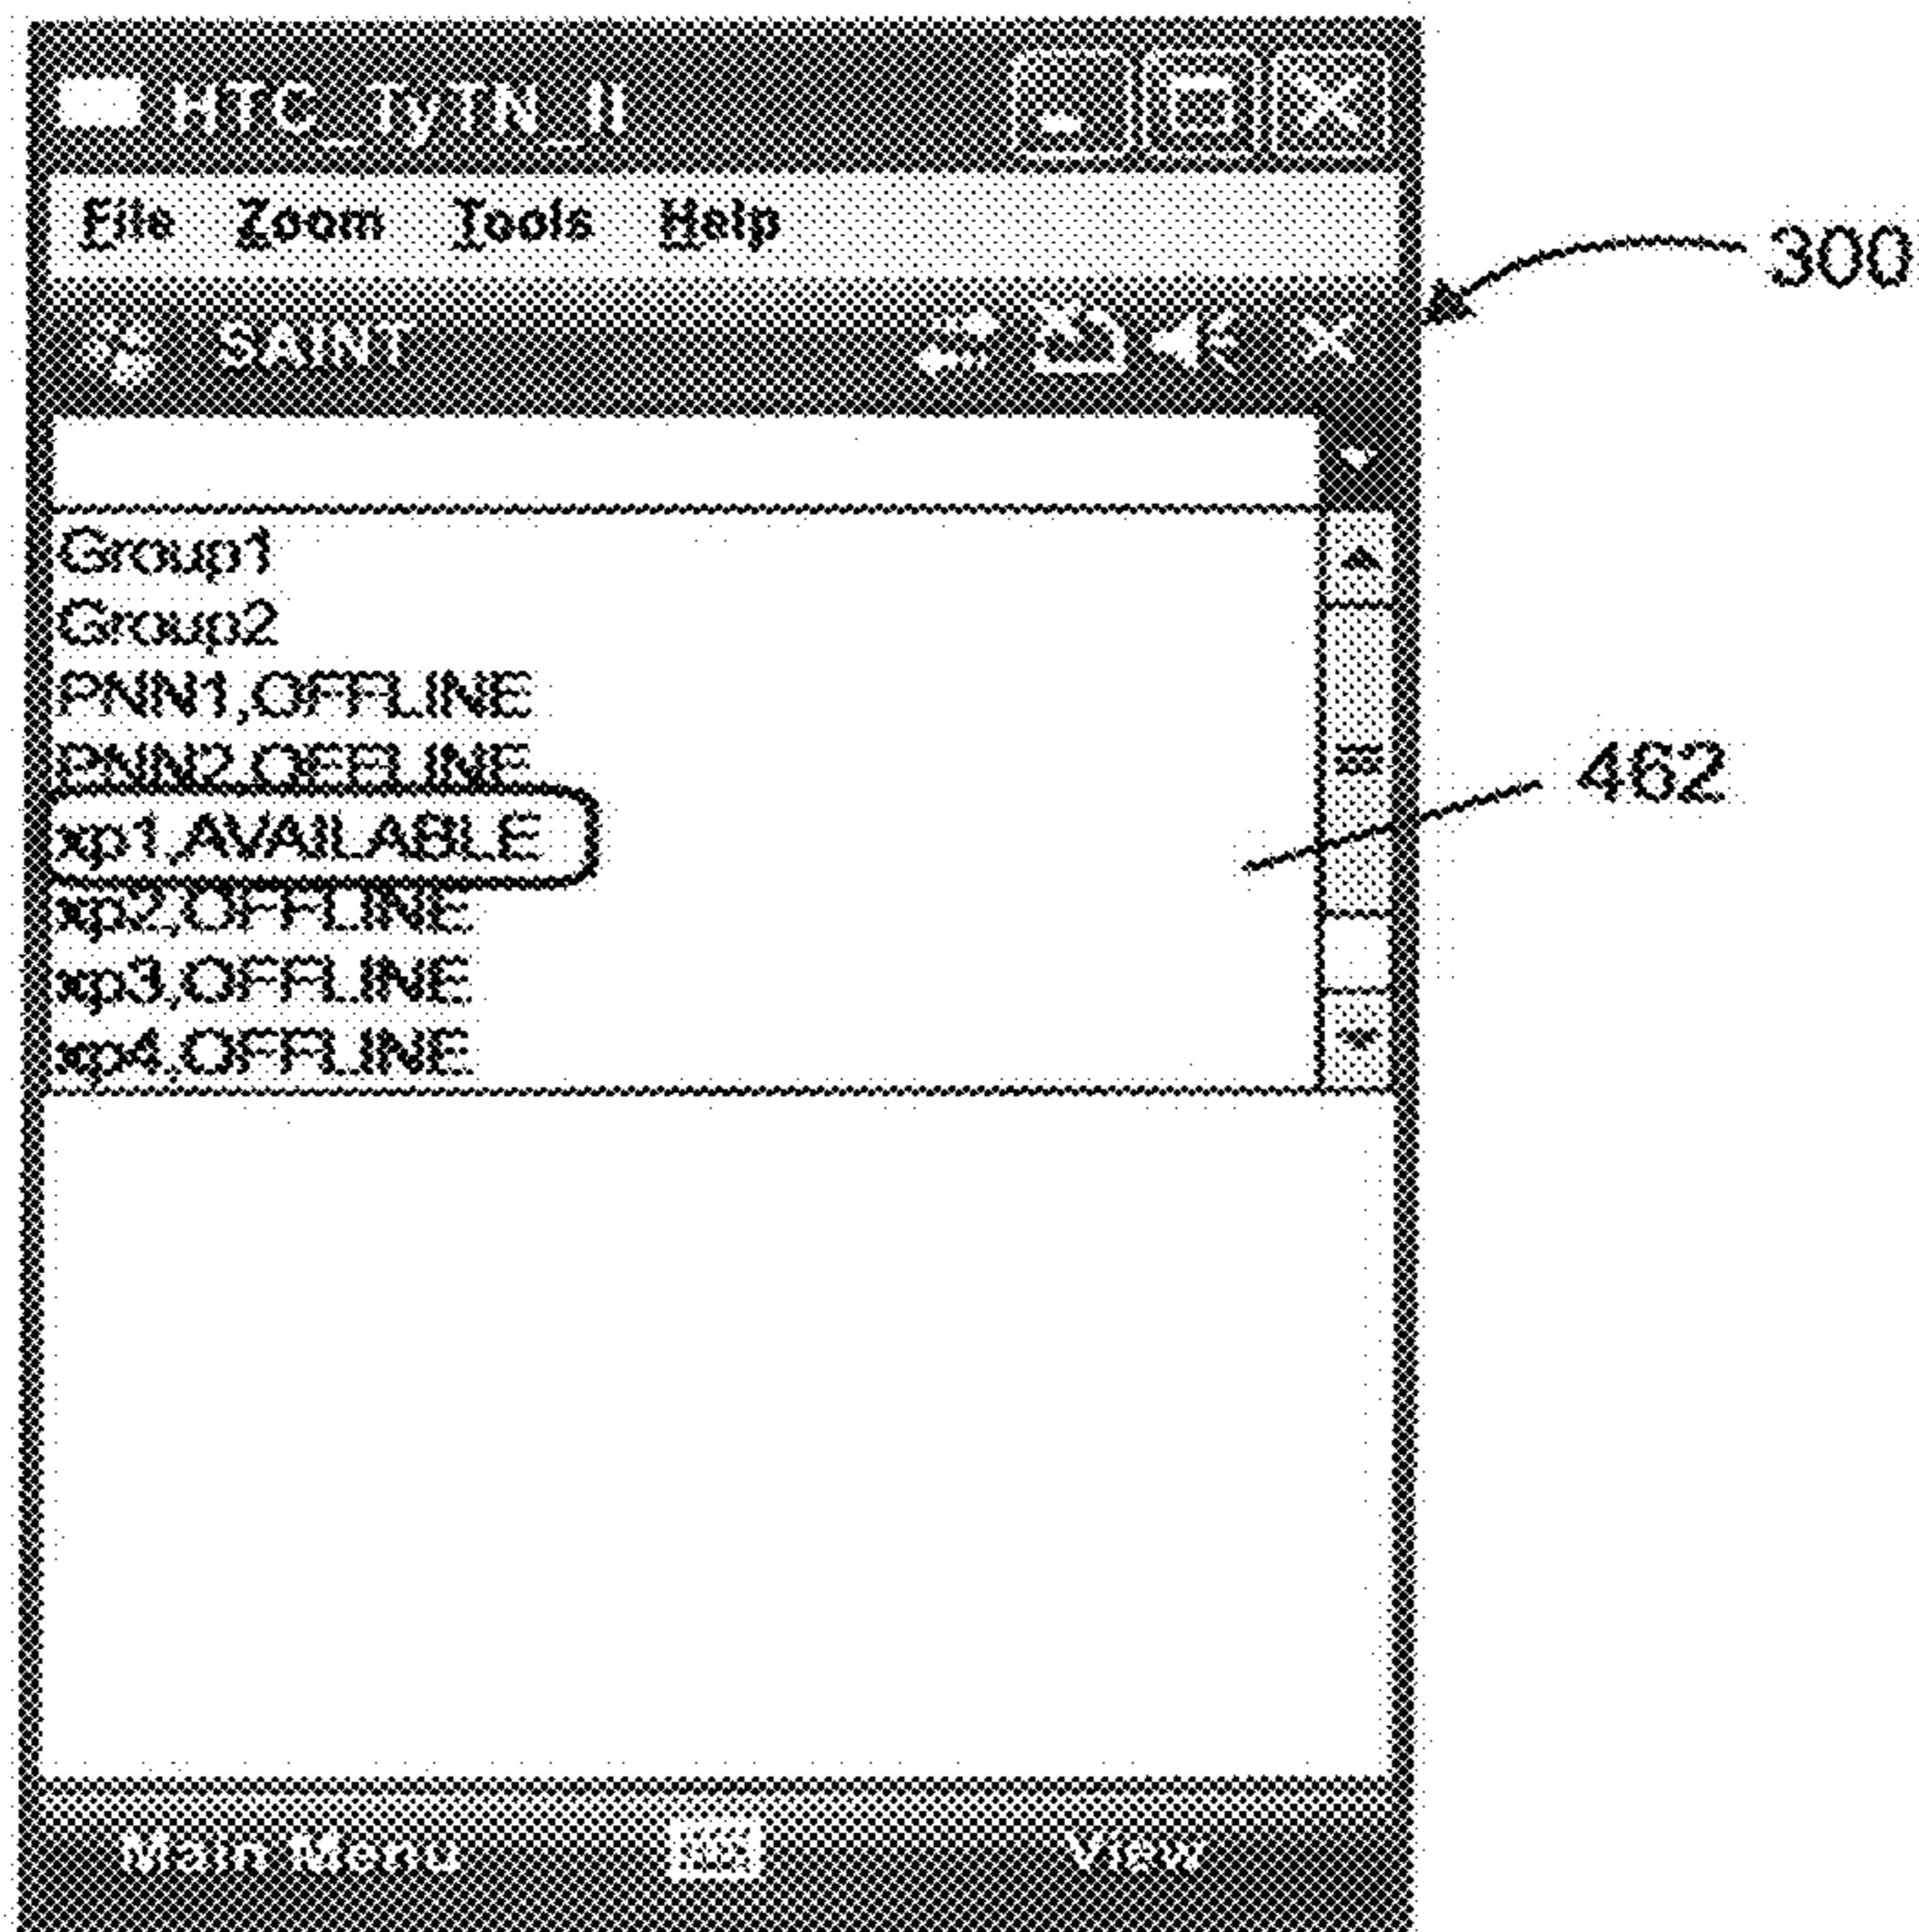 HTC_TyTN_II
File Zoom Tools Help
300
SAINT
Group1
Group2
PNN1,OFFLINE
PNN2,OFFLINE
462
xp1,AVAILABLE
xp2,OFFLINE
xp3,OFFLINE
xp4,OFFLINE
Main Menu View